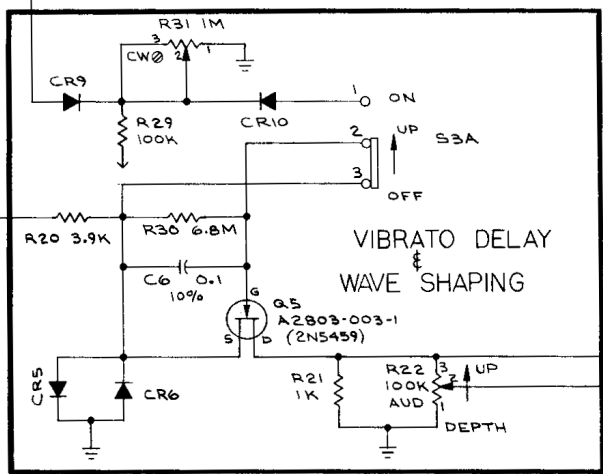 R31 1M
3
2
1
CW
CR9
CR10
1
ON
R29
100K
2
UP
S3A
3
OFF
R20 3.9K
R30 6.8M
VIBRATO DELAY
&
WAVE SHAPING
C6 0.1
10%
G
Q5
A2803-003-1
(2N5459)
S
D
CR5
CR6
R21
1K
R22
100K
AUD
3
2
1
UP
DEPTH